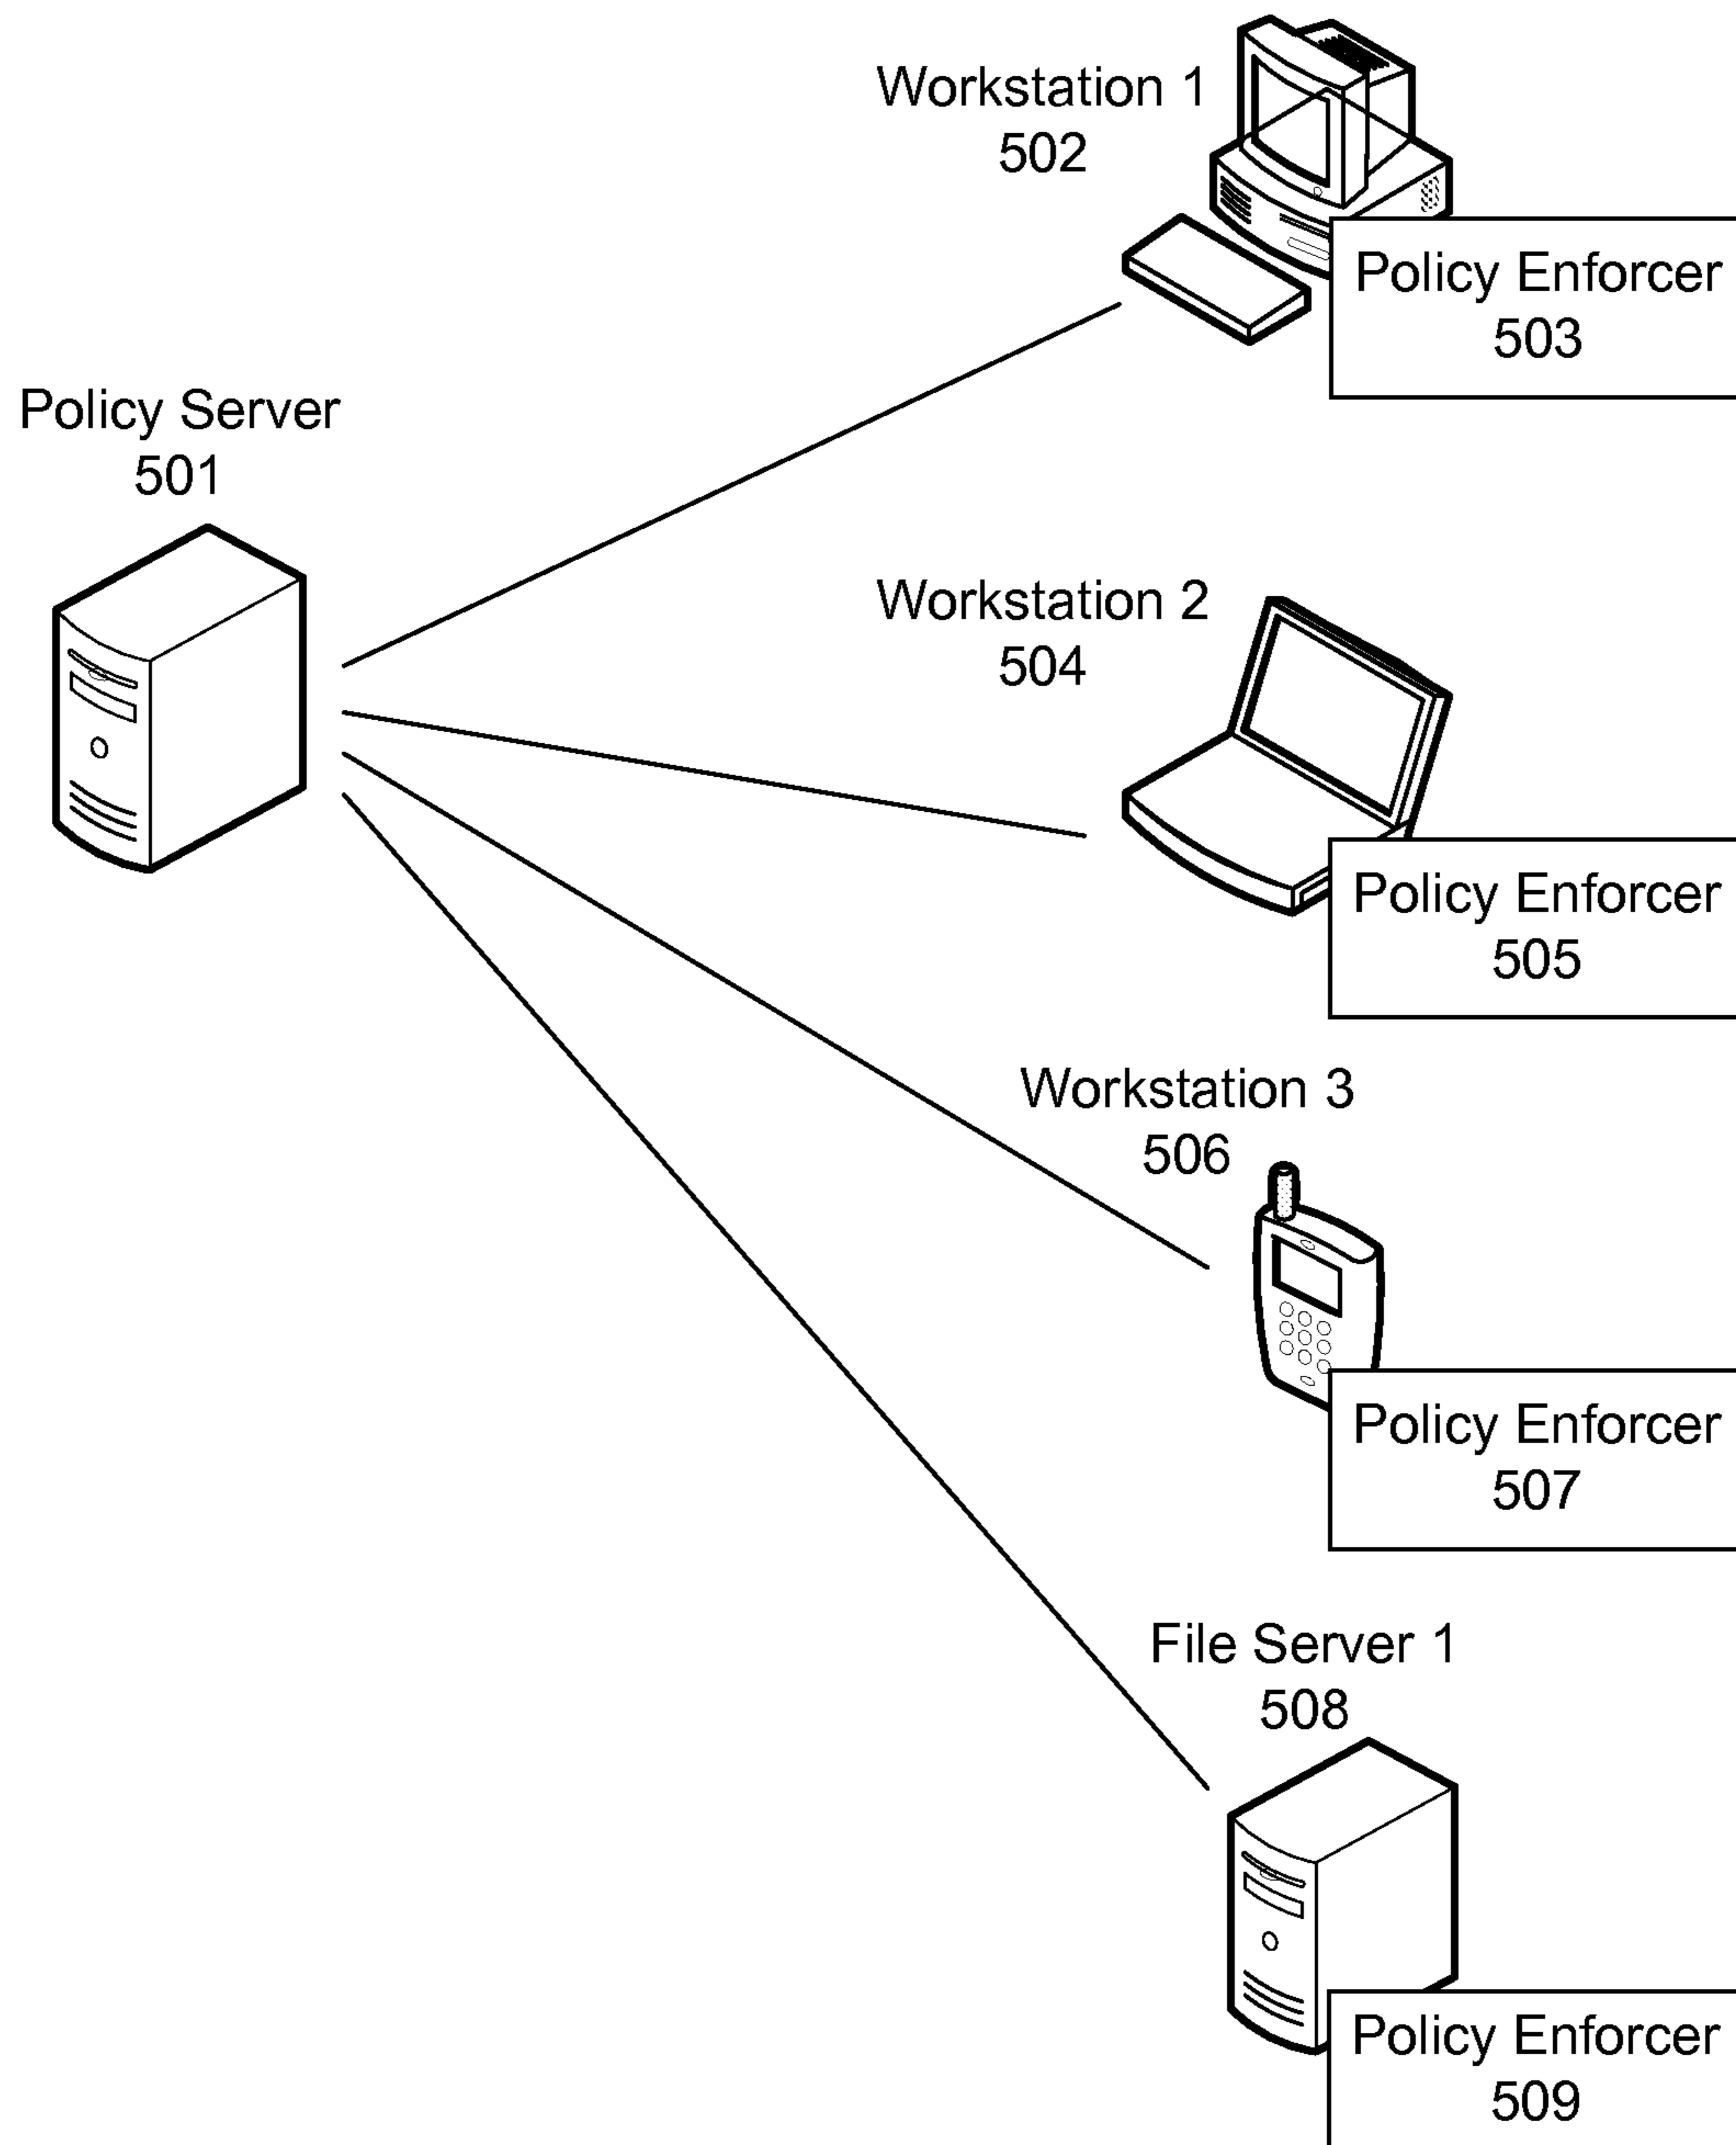 Workstation 1
502
Policy Enforcer
503
Policy Server
501
Workstation 2
504
Policy Enforcer
505
Workstation 3
506
Policy Enforcer
507
File Server 1
508
Policy Enforcer
509